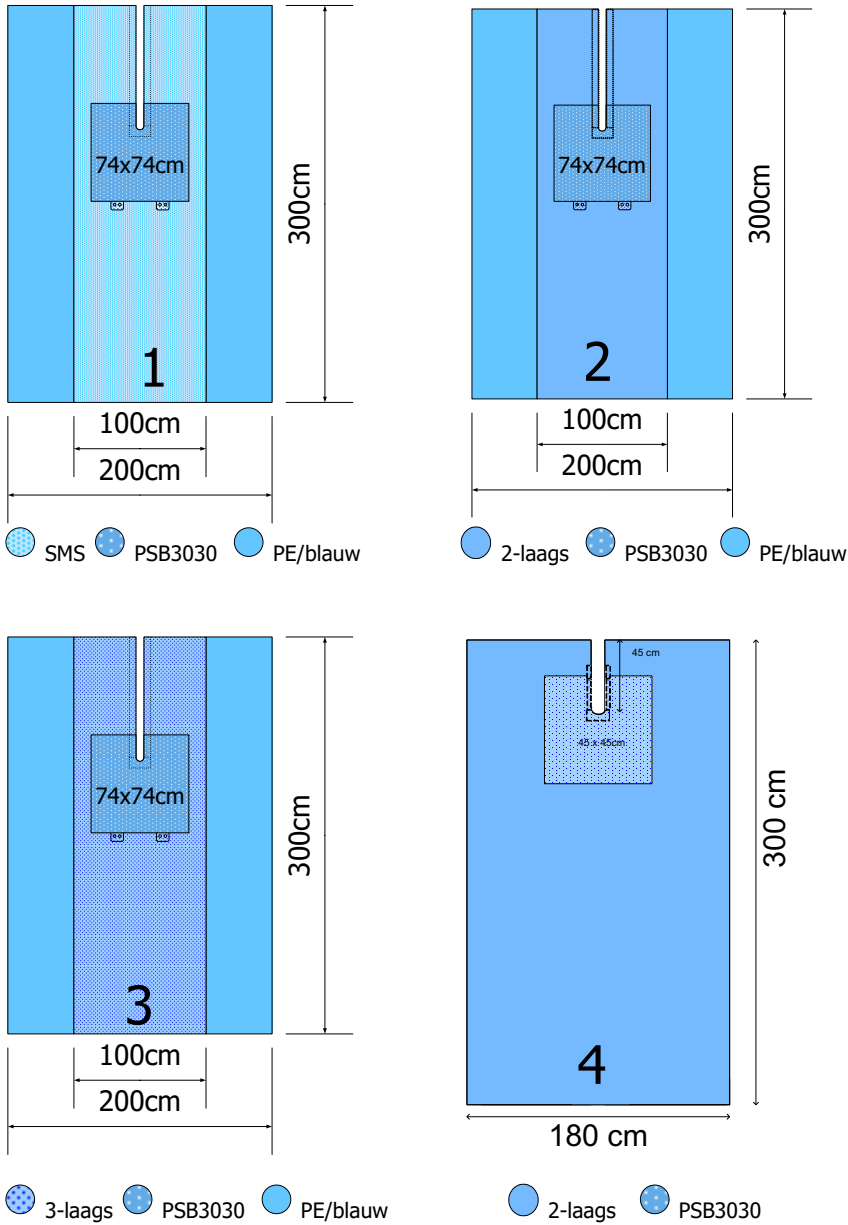 74x74cm
300cm
1
100cm
200cm
SMS PSB3030 PE/blauw
74x74cm
300cm
2
100cm
200cm
2-laags PSB3030 PE/blauw
74x74cm
300cm
3
100cm
200cm
3-laags PSB3030 PE/blauw
45 cm
45 x 45cm
300 cm
4
180 cm
2-laags PSB3030